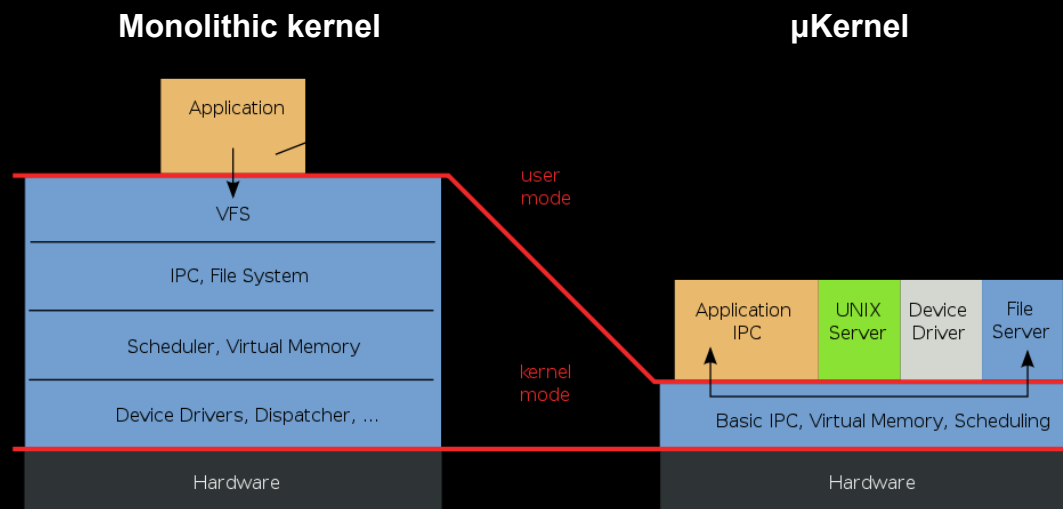 Monolithic kernel
µKernel
Application
VFS
IPC, File System
Scheduler, Virtual Memory
Device Drivers, Dispatcher, ...
Hardware
user
mode
kernel
mode
Application
IPC
UNIX
Server
Device
Driver
File
Server
Basic IPC, Virtual Memory, Scheduling
Hardware